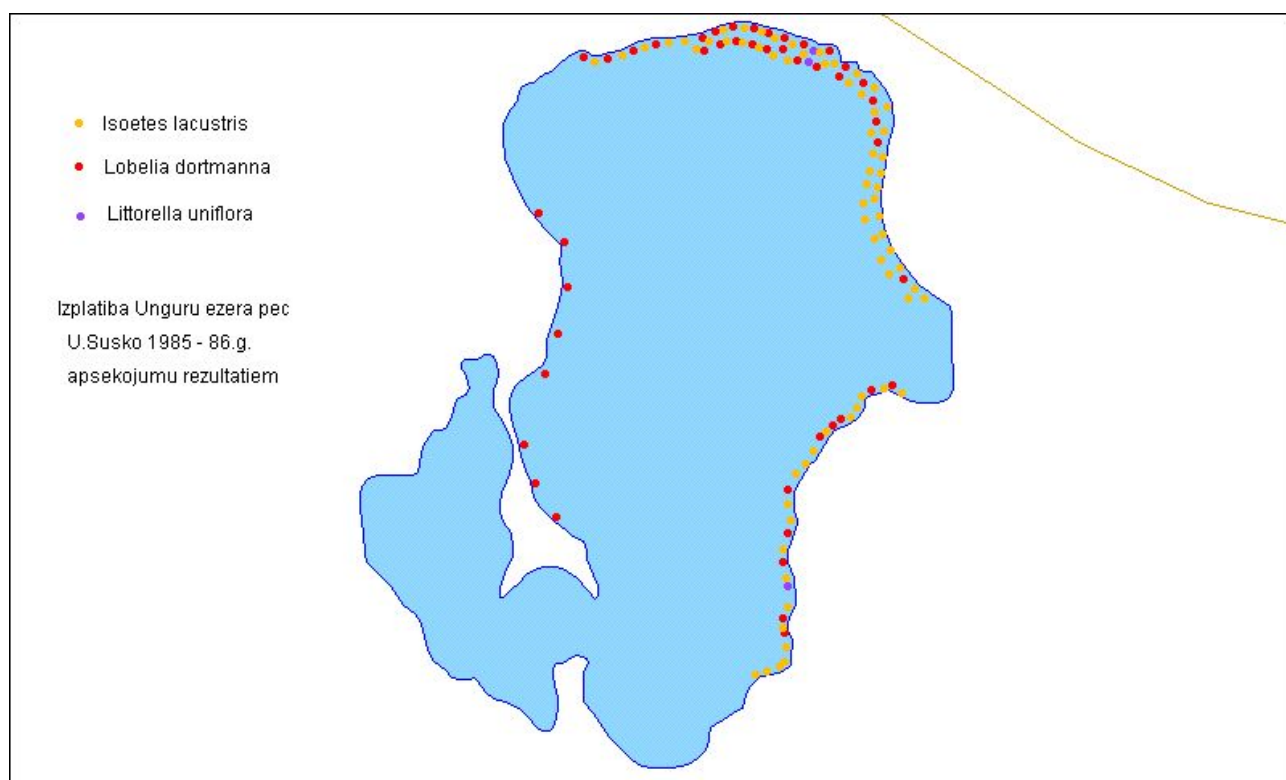 Isoetes lacustris
Lobelia dortmanna
Littorella uniflora
Izplatiba Unguru ezera pec
U.Susko 1985 - 86.g.
apsekojumu rezultatiem